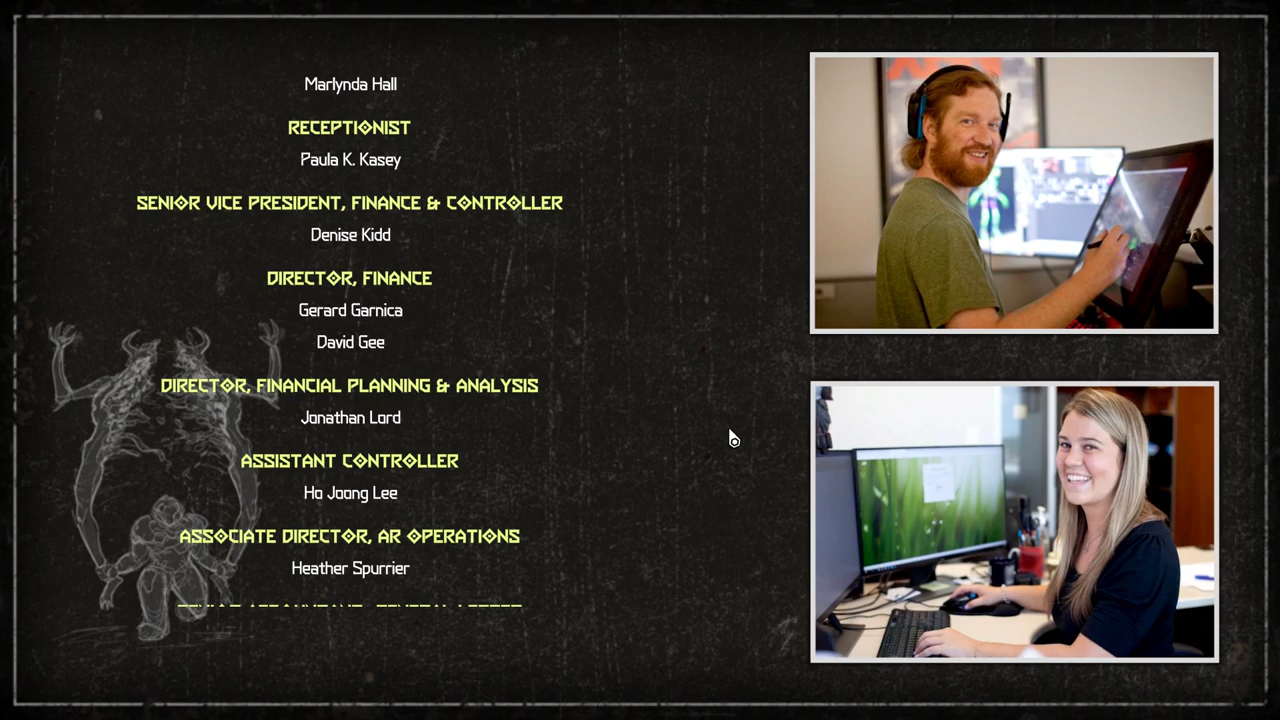 Marlynda Hall
RECEPTIONIST
Paula K. Kasey
SENIOR VICE PRESIDENT, FINANCE & CONTROLLER
Denise Kidd
DIRECTOR, FINANCE
Gerard Garnica
David Gee
DIRECTOR, FINANCIAL PLANNING & ANALYSIS
Jonathan Lord
ASSISTANT CONTROLLER
Ho Joong Lee
ASSOCIATE DIRECTOR, AR OPERATIONS
Heather Spurrier